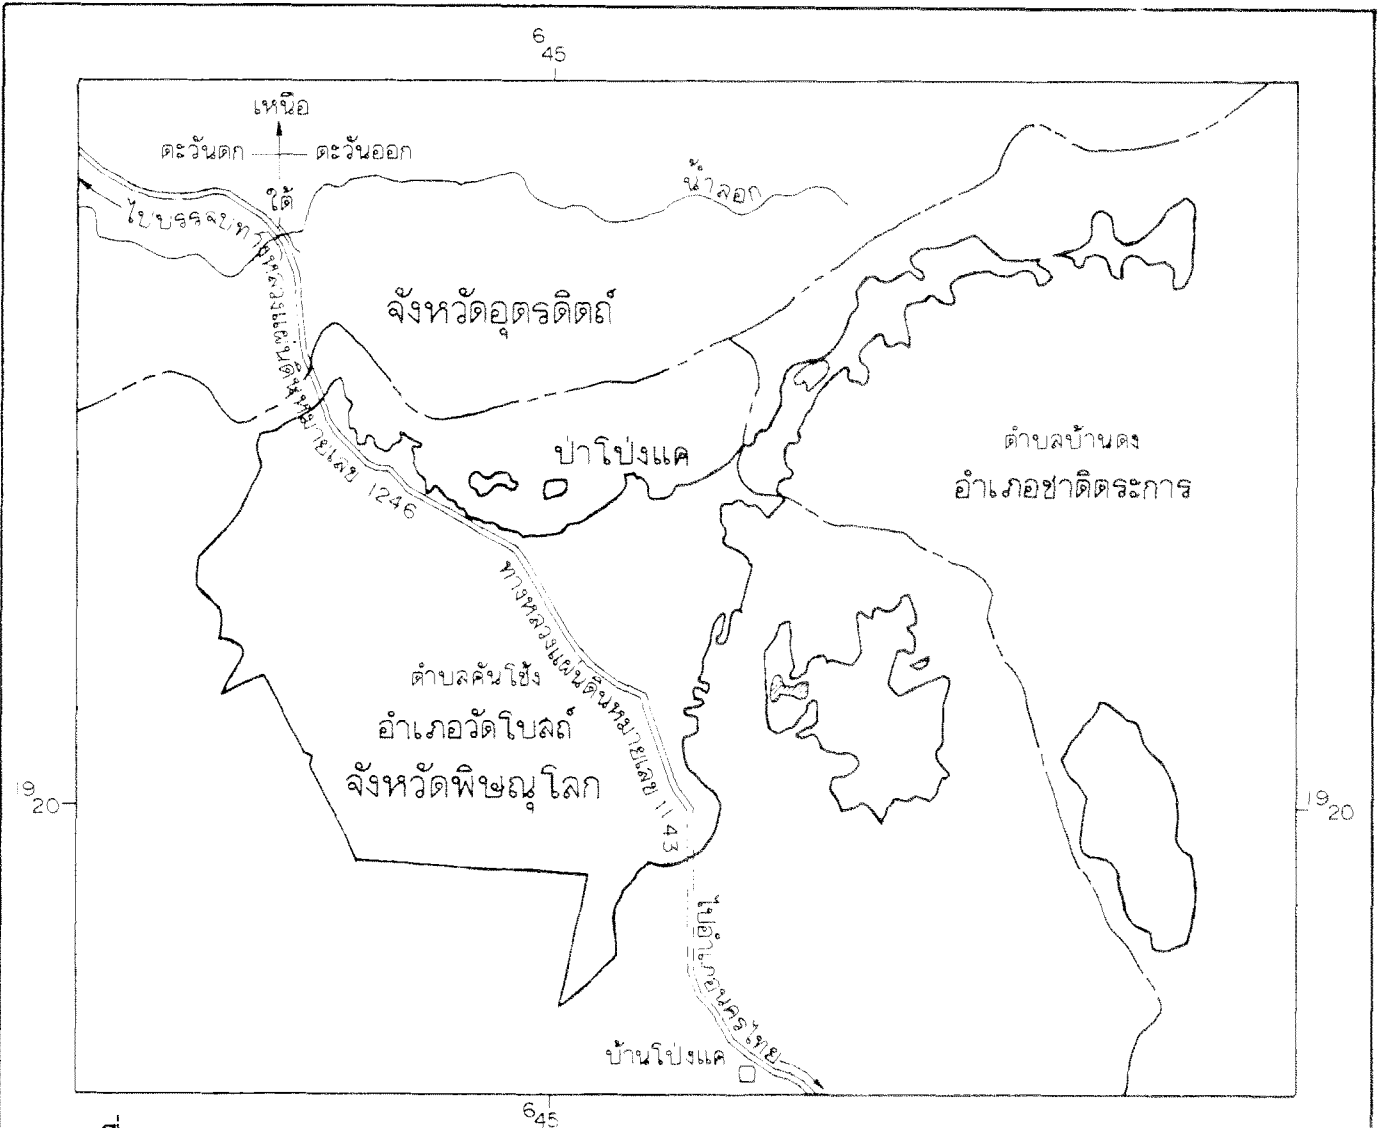 6
45
เหนือ
ตะวันตก ตะวันออก
ใต้
น้ำลอก
ไปบรรจบทางหลวงแผ่นดินหมายเลข 1246
จังหวัดอุตรดิตถ์
ป่าโป่งแค
ตำบลบ้านดง
อำเภอชาติตระการ
ทางหลวงแผ่นดินหมายเลข 1143
ตำบลคันโช้ง
อำเภอวัดโบสถ์
จังหวัดพิษณุโลก
19
20
19
20
ไปอำเภอนครไทย
บ้านโป่งแค
6
45
ที่